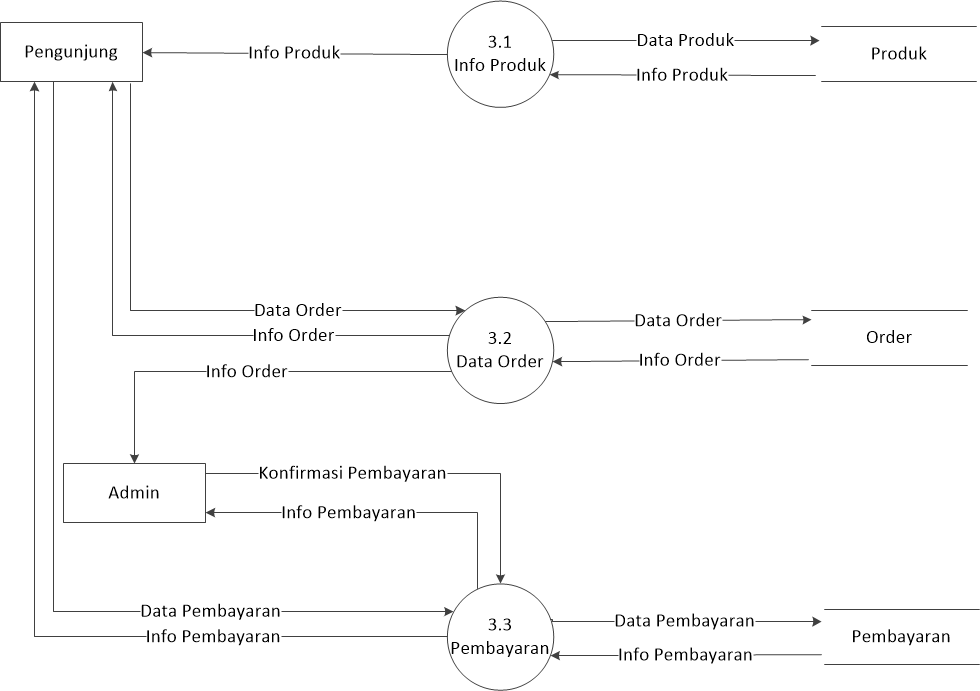 Pengunjung
Info Produk
3.1
Info Produk
Data Produk
Info Produk
Produk
Data Order
Info Order
Info Order
3.2
Data Order
Data Order
Info Order
Order
Admin
Konfirmasi Pembayaran
Info Pembayaran
Data Pembayaran
Info Pembayaran
3.3
Pembayaran
Data Pembayaran
Info Pembayaran
Pembayaran